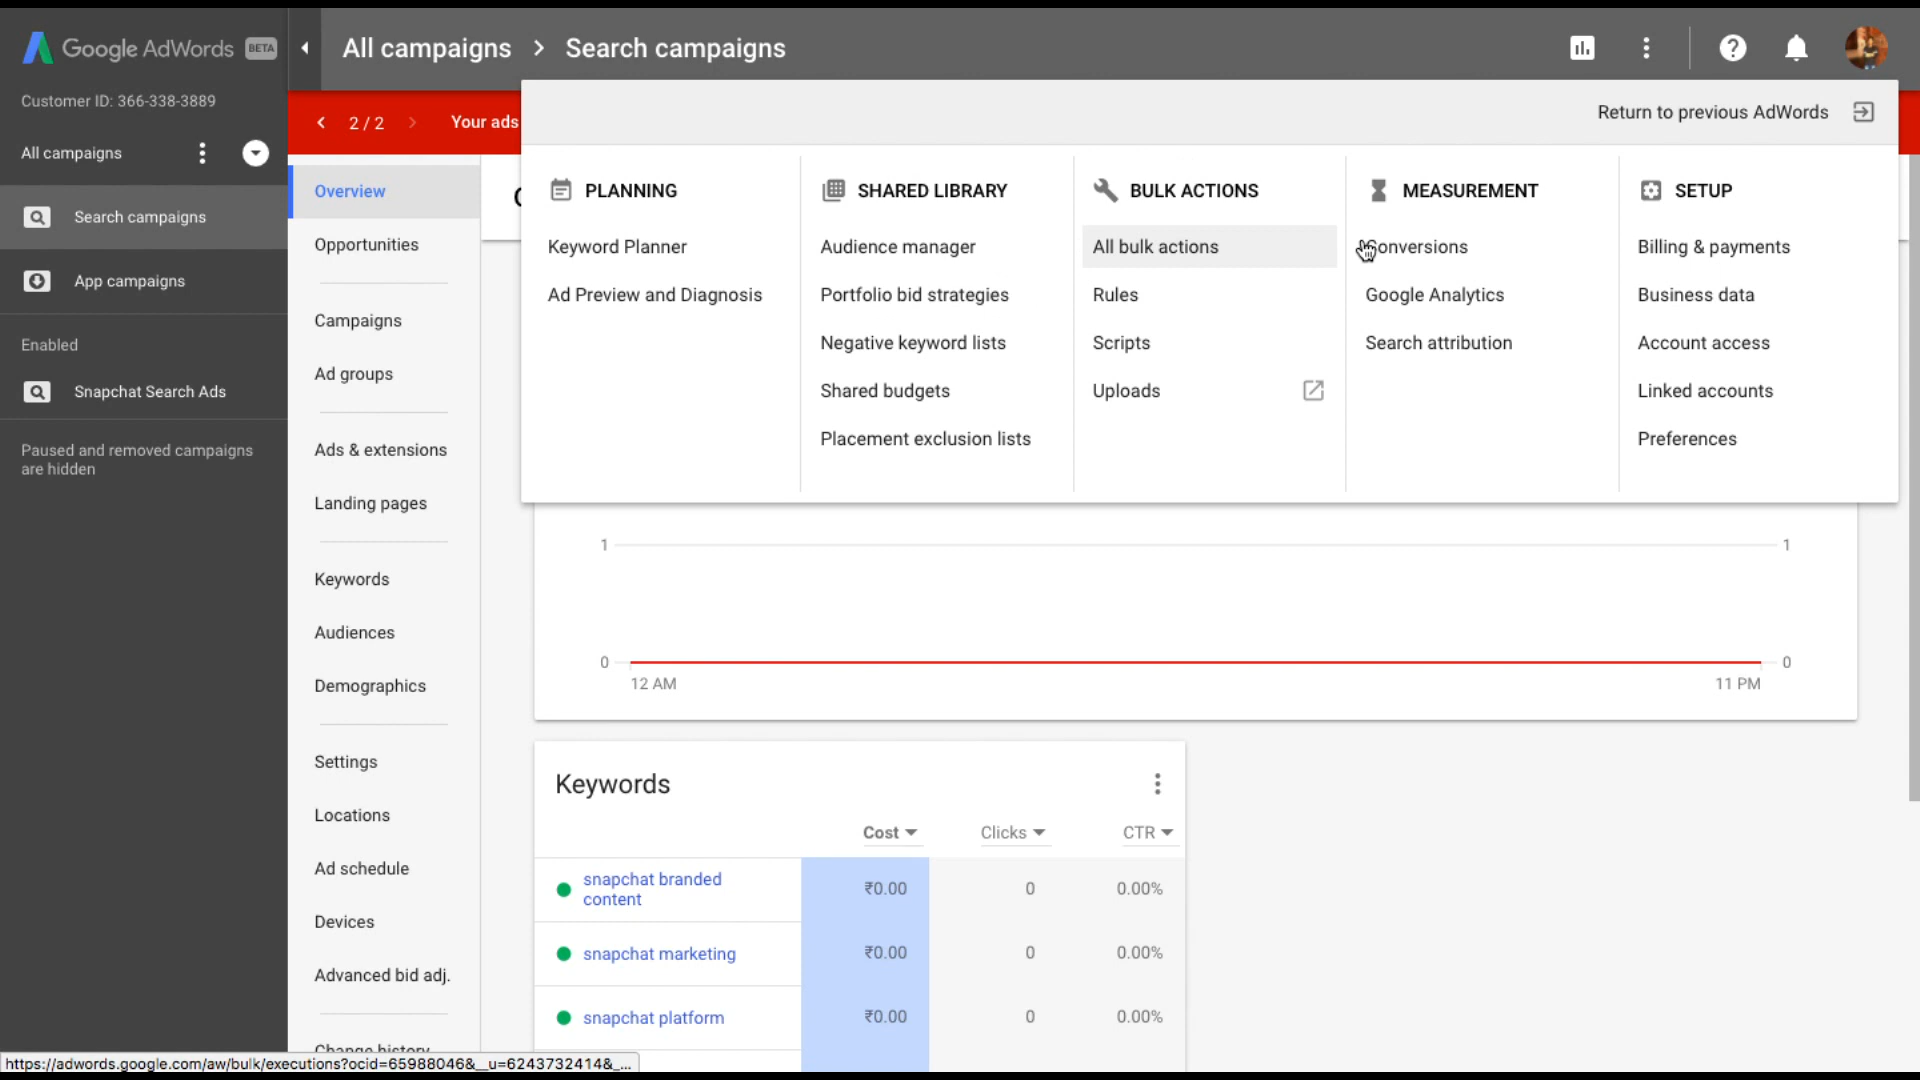 Google AdWords BETA
All campaigns > Search campaigns
Customer ID: 366-338-3889
All campaigns
Search campaigns
App campaigns
Enabled
Snapchat Search Ads
Paused and removed campaigns
are hidden
2 / 2
Your ads
Overview
Opportunities
Campaigns
Ad groups
Ads & extensions
Landing pages
Keywords
Audiences
Demographics
Settings
Locations
Ad schedule
Devices
Advanced bid adj.
Change history
Return to previous AdWords
PLANNING
Keyword Planner
Ad Preview and Diagnosis
SHARED LIBRARY
Audience manager
Portfolio bid strategies
Negative keyword lists
Shared budgets
Placement exclusion lists
BULK ACTIONS
All bulk actions
Rules
Scripts
Uploads
MEASUREMENT
Conversions
Google Analytics
Search attribution
SETUP
Billing & payments
Business data
Account access
Linked accounts
Preferences
1 1
0 0
12 AM 11 PM
Keywords
Cost Clicks CTR
snapchat branded
content
₹0.00 0 0.00%
snapchat marketing ₹0.00 0 0.00%
snapchat platform ₹0.00 0 0.00%
https://adwords.google.com/aw/bulk/executions?ocid=65988046&__u=6243732414&_...